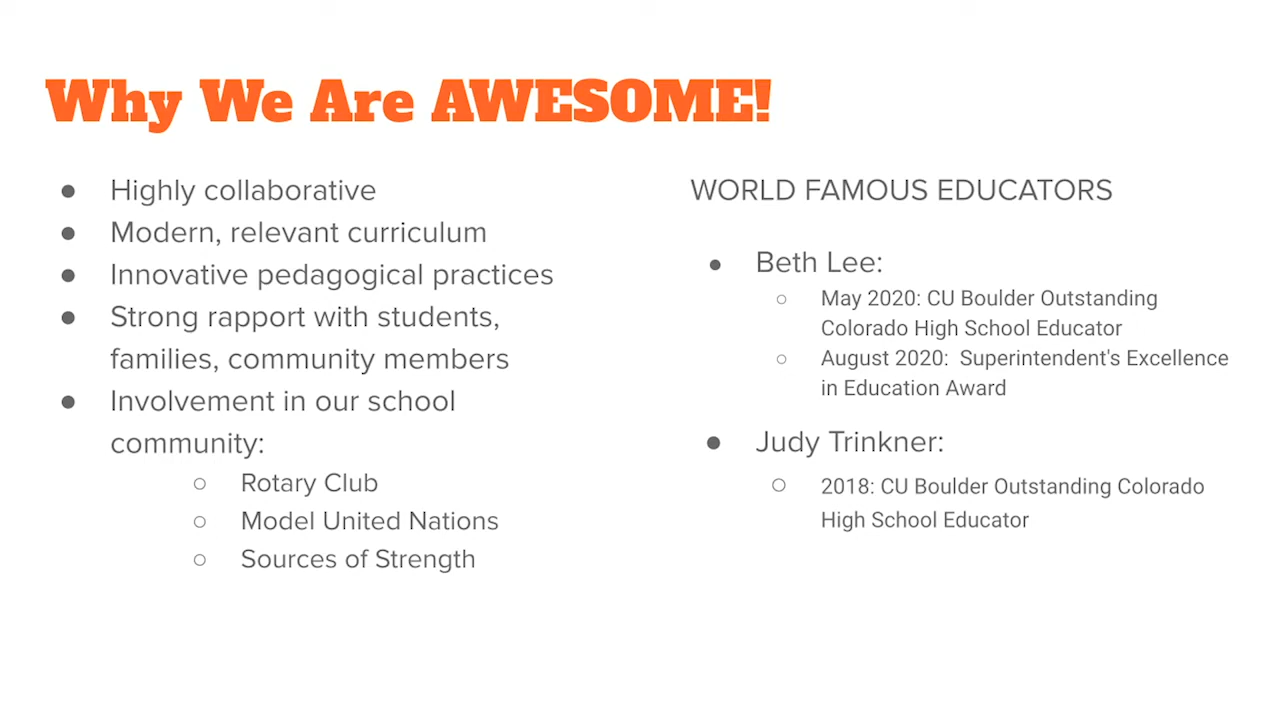 Why We Are AWESOME!
● Highly collaborative
● Modern, relevant curriculum
● Innovative pedagogical practices
● Strong rapport with students,
families, community members
● Involvement in our school
community:
○ Rotary Club
○ Model United Nations
○ Sources of Strength
WORLD FAMOUS EDUCATORS
● Beth Lee:
○ May 2020: CU Boulder Outstanding
Colorado High School Educator
○ August 2020:  Superintendent's Excellence
in Education Award
● Judy Trinkner:
○ 2018: CU Boulder Outstanding Colorado
High School Educator